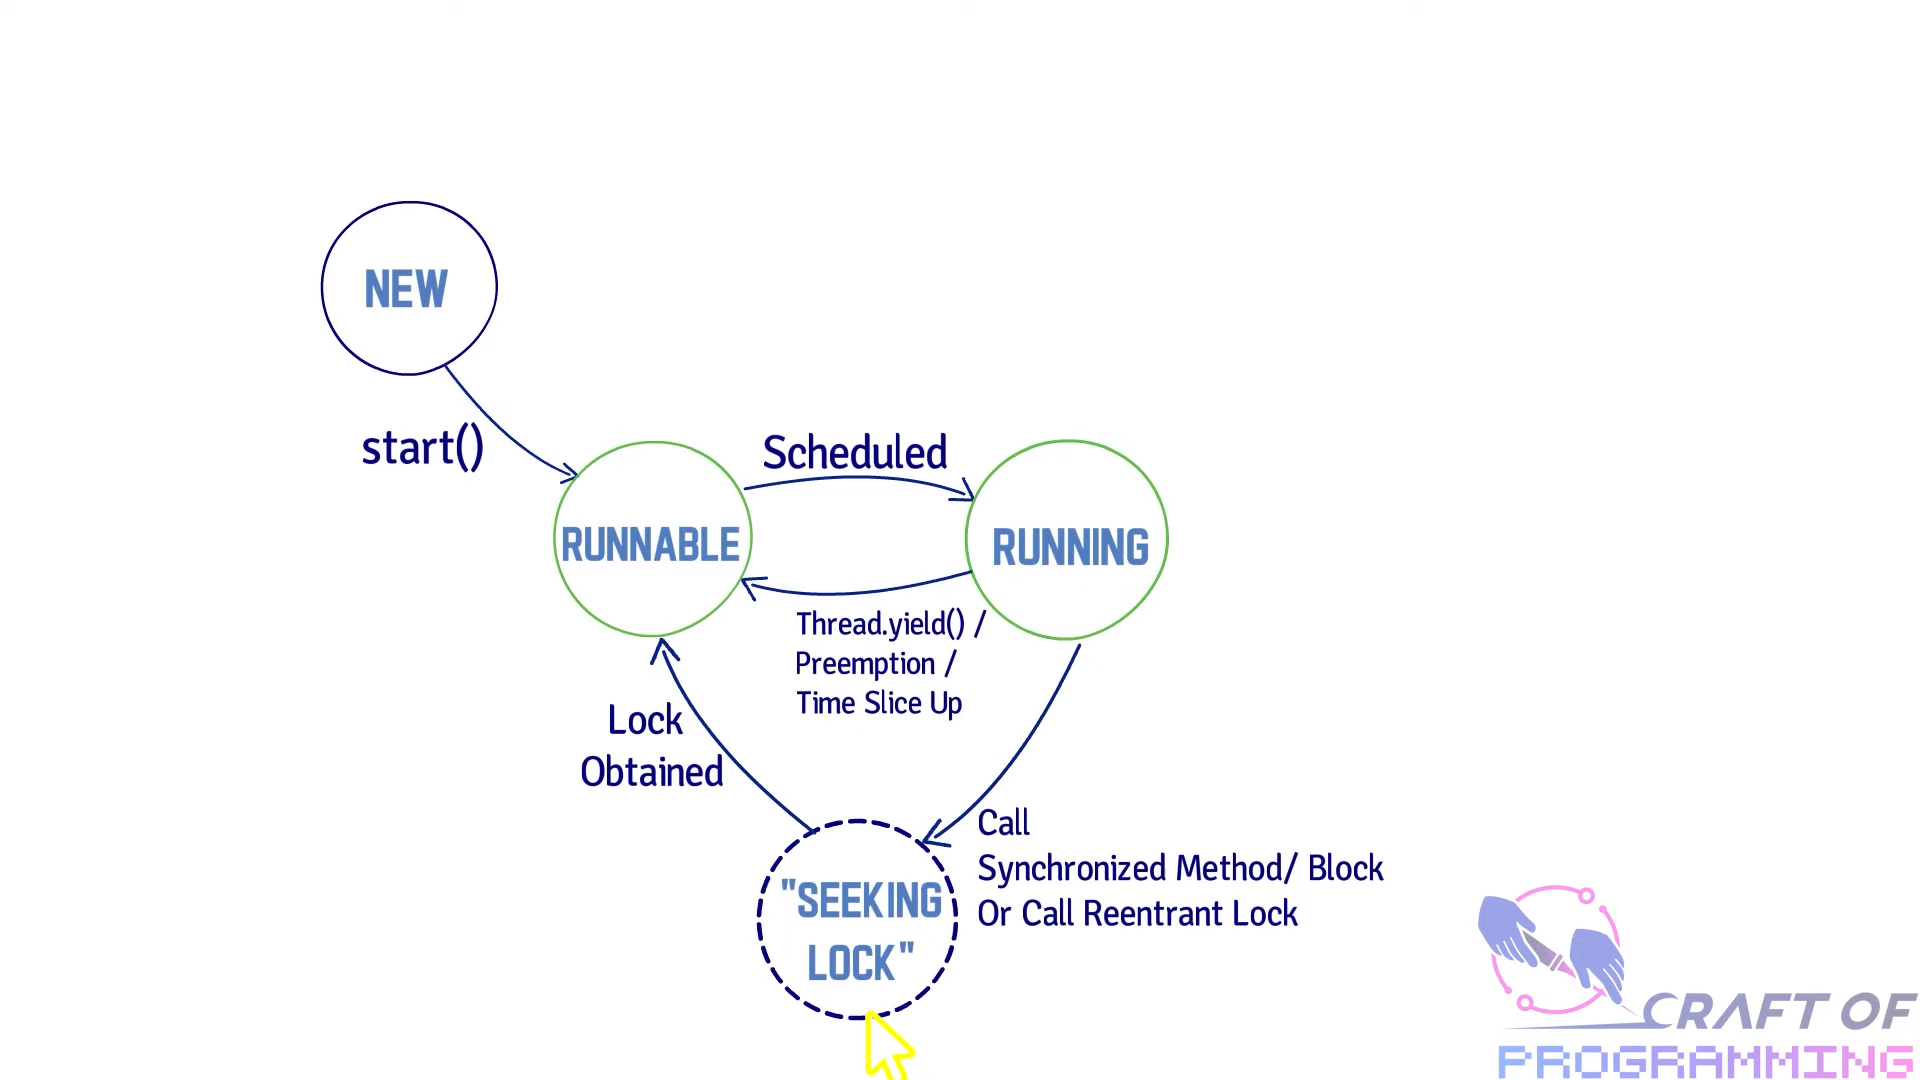 NEW
start()
Scheduled
RUNNABLE
RUNNING
Thread.yield() /
Preemption /
Time Slice Up
Lock
Obtained
Call
Synchronized Method/ Block
Or Call Reentrant Lock
"SEEKING
LOCK"
CRAFT OF
PROGRAMMING